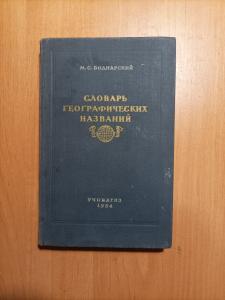 М. С. БОДНАРСКИЙ
СЛОВАРЬ
ГЕОГРАФИЧЕСКИХ
НАЗВАНИЙ
УЧПЕДГИЗ
1954